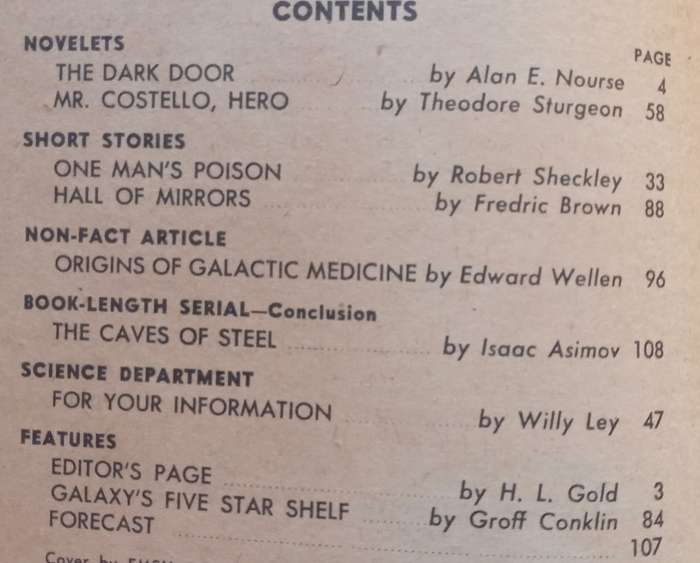 CONTENTS
NOVELETS
PAGE
THE DARK DOOR by Alan E. Nourse 4
MR. COSTELLO, HERO by Theodore Sturgeon 58
SHORT STORIES
ONE MAN'S POISON by Robert Sheckley 33
HALL OF MIRRORS by Fredric Brown 88
NON-FACT ARTICLE
ORIGINS OF GALACTIC MEDICINE by Edward Wellen 96
BOOK-LENGTH SERIAL—Conclusion
THE CAVES OF STEEL by Isaac Asimov 108
SCIENCE DEPARTMENT
FOR YOUR INFORMATION by Willy Ley 47
FEATURES
EDITOR'S PAGE by H. L. Gold 3
GALAXY'S FIVE STAR SHELF by Groff Conklin 84
FORECAST 107
Cover by